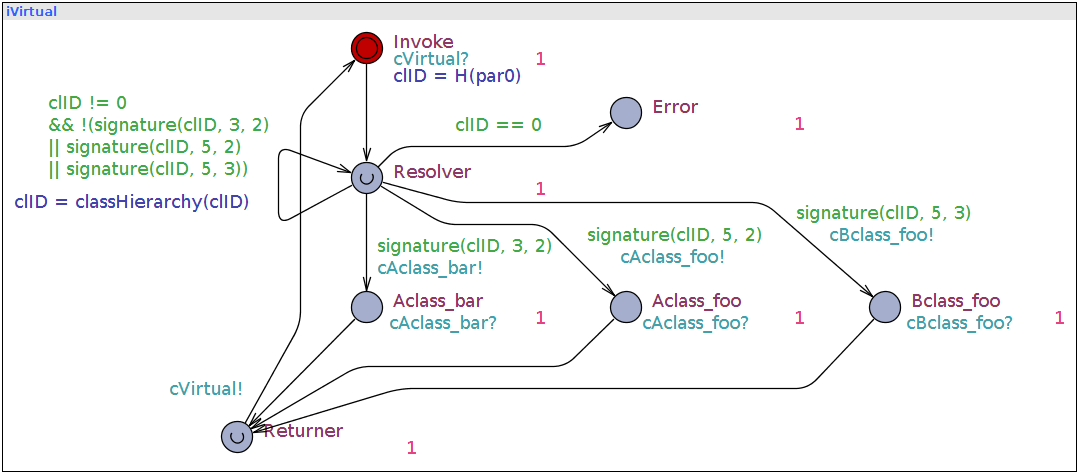 iVirtual
Invoke
cVirtual?
clID = H(par0)
1
clID != 0
&& !(signature(clID, 3, 2)
|| signature(clID, 5, 2)
|| signature(clID, 5, 3))
clID = classHierarchy(clID)
clID == 0
Error
1
Resolver
1
signature(clID, 3, 2)
cAclass_bar!
signature(clID, 5, 2)
cAclass_foo!
signature(clID, 5, 3)
cBclass_foo!
Aclass_bar
cAclass_bar?
1
Aclass_foo
cAclass_foo?
1
Bclass_foo
cBclass_foo?
1
cVirtual!
Returner
1